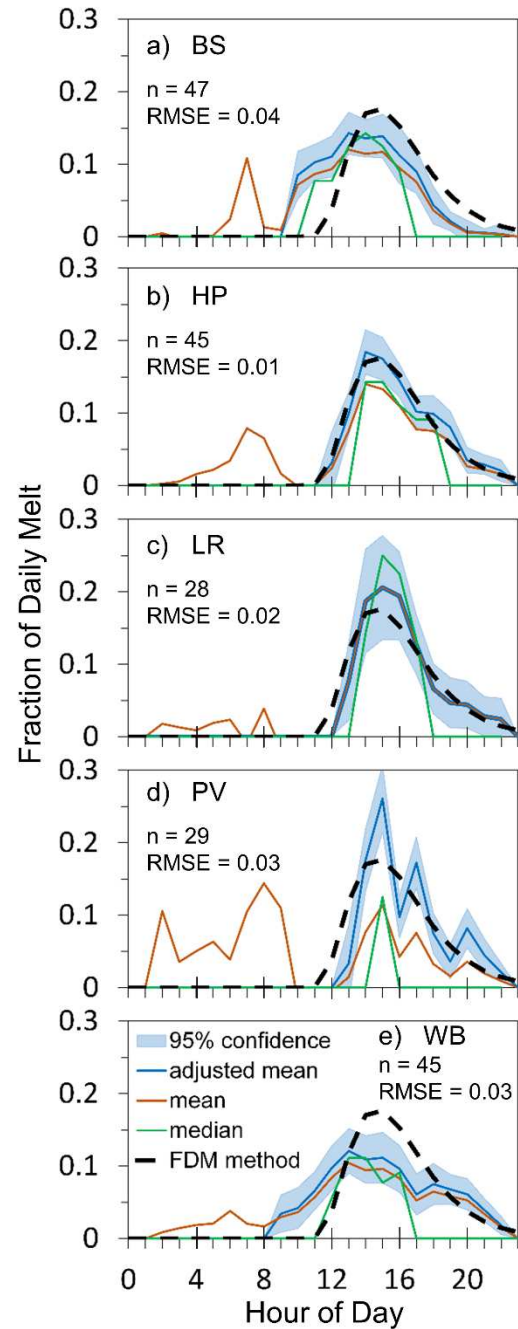 Fraction of Daily Melt
0.3
0.2
0.1
0
a) BS
n = 47
RMSE = 0.04
0.3
0.2
0.1
0
b) HP
n = 45
RMSE = 0.01
0.3
0.2
0.1
0
c) LR
n = 28
RMSE = 0.02
0.3
0.2
0.1
0
d) PV
n = 29
RMSE = 0.03
0.3
0.2
0.1
0
e) WB
n = 45
RMSE = 0.03
95% confidence
adjusted mean
mean
median
FDM method
0 4 8 12 16 20
Hour of Day